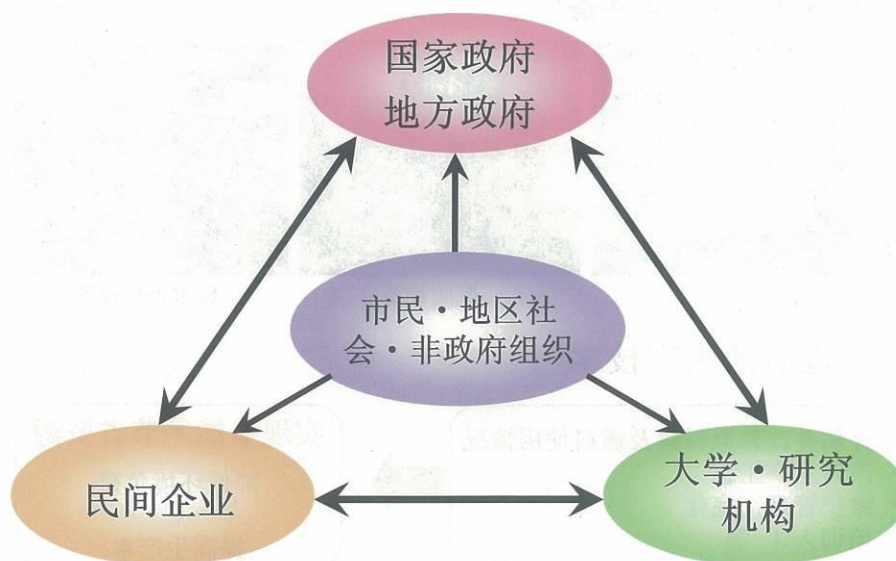 国家政府
地方政府
市民·地区社
会·非政府组织
民间企业
大学·研究
机构